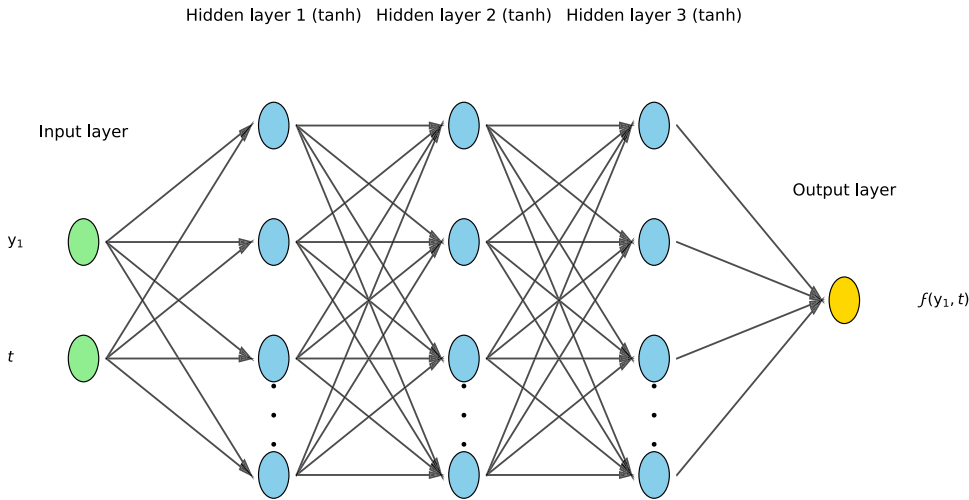 Hidden layer 1 (tanh) Hidden layer 2 (tanh) Hidden layer 3 (tanh)
Input layer
Output layer
y₁
f(y₁, t)
t